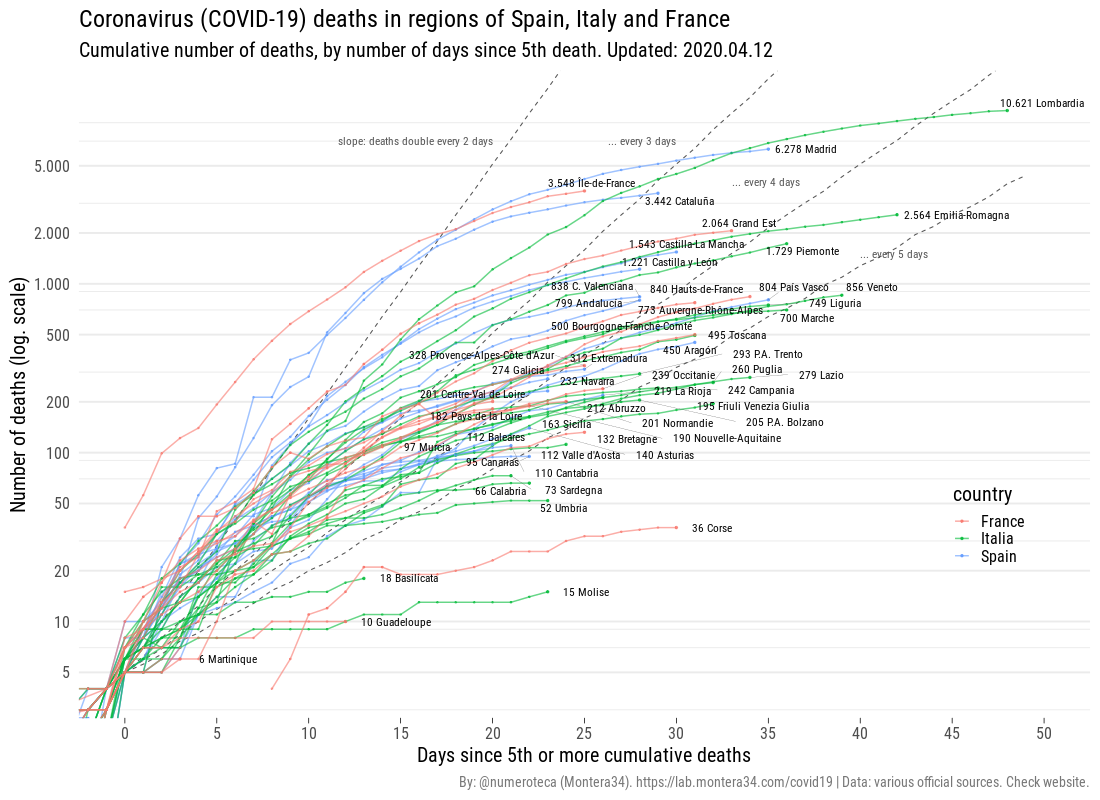 Coronavirus (COVID-19) deaths in regions of Spain, Italy and France
Cumulative number of deaths, by number of days since 5th death. Updated: 2020.04.12
10.621 Lombardia
slope: deaths double every 2 days
... every 3 days
6.278 Madrid
5.000
3.548 Île-de-France
... every 4 days
3.442 Cataluña
2.564 Emilia-Romagna
2.064 Grand Est
2.000
1.543 Castilla-La Mancha
1.729 Piemonte
... every 5 days
1.221 Castilla y León
838 C. Valenciana
840 Hauts-de-France
804 País Vasco
856 Veneto
1.000
799 Andalucía
773 Auvergne-Rhône-Alpes
749 Liguria
700 Marche
500 Bourgogne-Franche-Comté
495 Toscana
500
328 Provence-Alpes-Côte d'Azur
312 Extremadura
450 Aragón
293 P.A. Trento
274 Galicia
232 Navarra
239 Occitanie
260 Puglia
279 Lazio
201 Centre-Val de Loire
219 La Rioja
242 Campania
200
182 Pays de la Loire
212 Abruzzo
195 Friuli Venezia Giulia
163 Sicilia
201 Normandie
205 P.A. Bolzano
112 Baleares
132 Bretagne
190 Nouvelle-Aquitaine
97 Murcia
112 Valle d'Aosta
140 Asturias
100
95 Canarias
110 Cantabria
66 Calabria
73 Sardegna
50
52 Umbria
36 Corse
country
France
Italia
Spain
20
18 Basilicata
15 Molise
10
10 Guadeloupe
6 Martinique
5
Number of deaths (log. scale)
0 5 10 15 20 25 30 35 40 45 50
Days since 5th or more cumulative deaths
By: @numeroteca (Montera34). https://lab.montera34.com/covid19 | Data: various official sources. Check website.